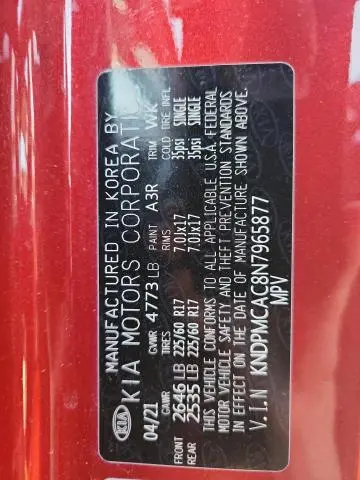 MANUFACTURED IN KOREA BY
KIA KIA MOTORS CORPORATION
04/21 GVWR 4773 LB PAINT A3R TRIM WK
GAWR TIRES RIMS COLD TIRE INFL
FRONT 2646 LB 225/60 R17 7.0Jx17 35psi SINGLE
REAR 2535 LB 225/60 R17 7.0Jx17 35psi SINGLE
THIS VEHICLE CONFORMS TO ALL APPLICABLE U.S.A. FEDERAL
MOTOR VEHICLE SAFETY AND THEFT PREVENTION STANDARDS
IN EFFECT ON THE DATE OF MANUFACTURE SHOWN ABOVE.
V.I.N KNDPMCAC8N7965877
MPV